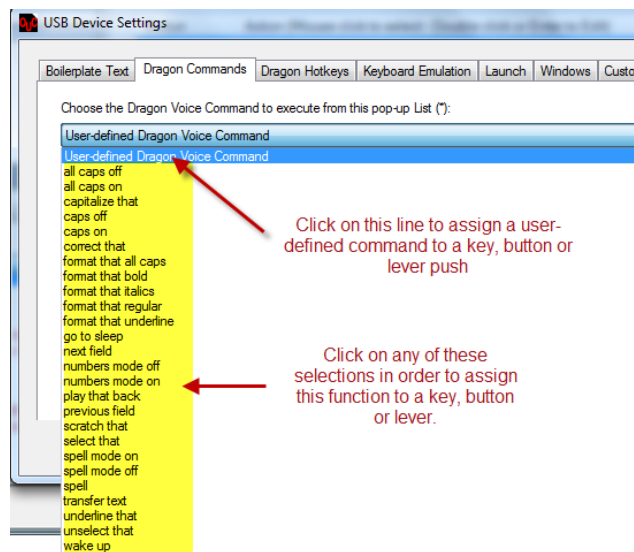 USB Device Settings
Boilerplate Text Dragon Commands Dragon Hotkeys Keyboard Emulation Launch Windows Custo
Choose the Dragon Voice Command to execute from this pop-up List (*):
User-defined Dragon Voice Command
User-defined Dragon Voice Command
all caps off
all caps on
capitalize that
caps off
caps on
correct that
format that all caps
format that bold
format that italics
format that regular
format that underline
go to sleep
next field
numbers mode off
numbers mode on
play that back
previous field
scratch that
select that
spell mode on
spell mode off
spell
transfer text
underline that
unselect that
wake up
Click on this line to assign a user-
defined command to a key, button or
lever push
Click on any of these
selections in order to assign
this function to a key, button
or lever.